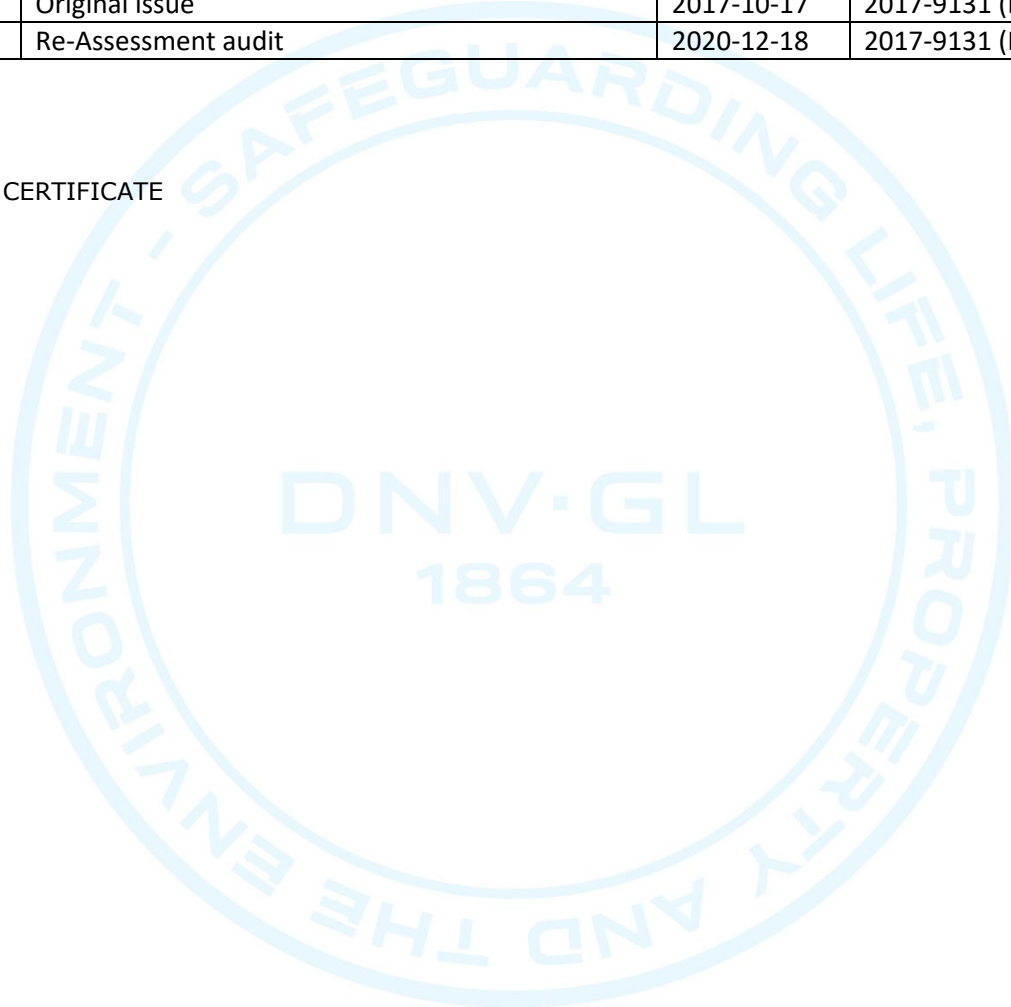 Original Issue 2017-10-17 2017-9131 (
Re-Assessment audit 2020-12-18 2017-9131 (
CERTIFICATE
SAFEGUARDING LIFE, PROPERTY AND THE ENVIRONMENT -
DNV·GL
1864